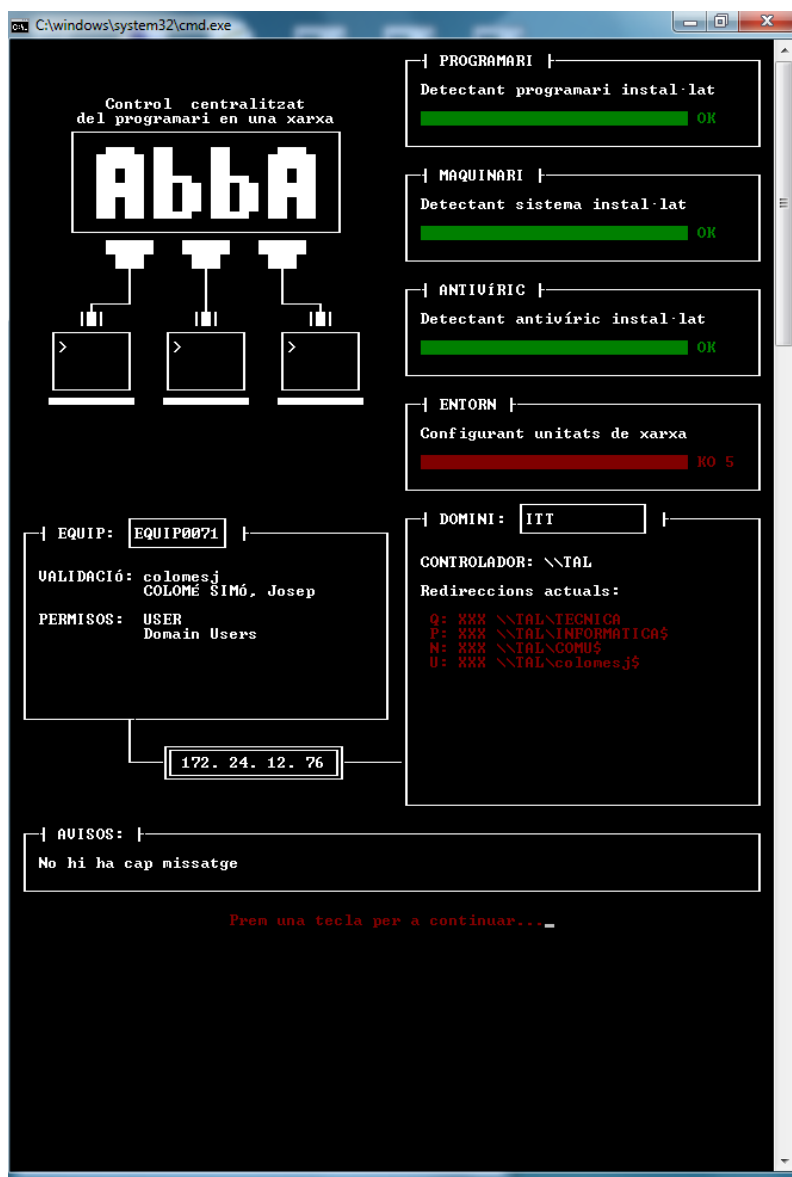 C:\windows\system32\cmd.exe
Control centralitzat
del programari en una xarxa
AbbA
>
>
>
PROGRAMARI
Detectant programari instal·lat
OK
MAQUINARI
Detectant sistema instal·lat
OK
ANTIVíRIC
Detectant antivíric instal·lat
OK
ENTORN
Configurant unitats de xarxa
KO 5
EQUIP: EQUIP0071
VALIDACIó: colomesj
COLOMé SIMó, Josep
PERMISOS: USER
Domain Users
DOMINI: ITT
CONTROLADOR: \\TAL
Redireccions actuals:
Q: XXX \\TAL\TECNICA
P: XXX \\TAL\INFORMATICA$
N: XXX \\TAL\COMU$
U: XXX \\TAL\colomesj$
172. 24. 12. 76
AVISOS:
No hi ha cap missatge
Prem una tecla per a continuar...